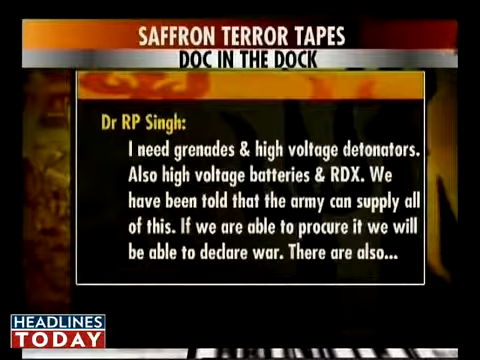 SAFFRON TERROR TAPES
DOC IN THE DOCK
Dr RP Singh:
I need grenades & high voltage detonators.
Also high voltage batteries & RDX. We
have been told that the army can supply all
of this. If we are able to procure it we will
be able to declare war. There are also...
HEADLINES
TODAY